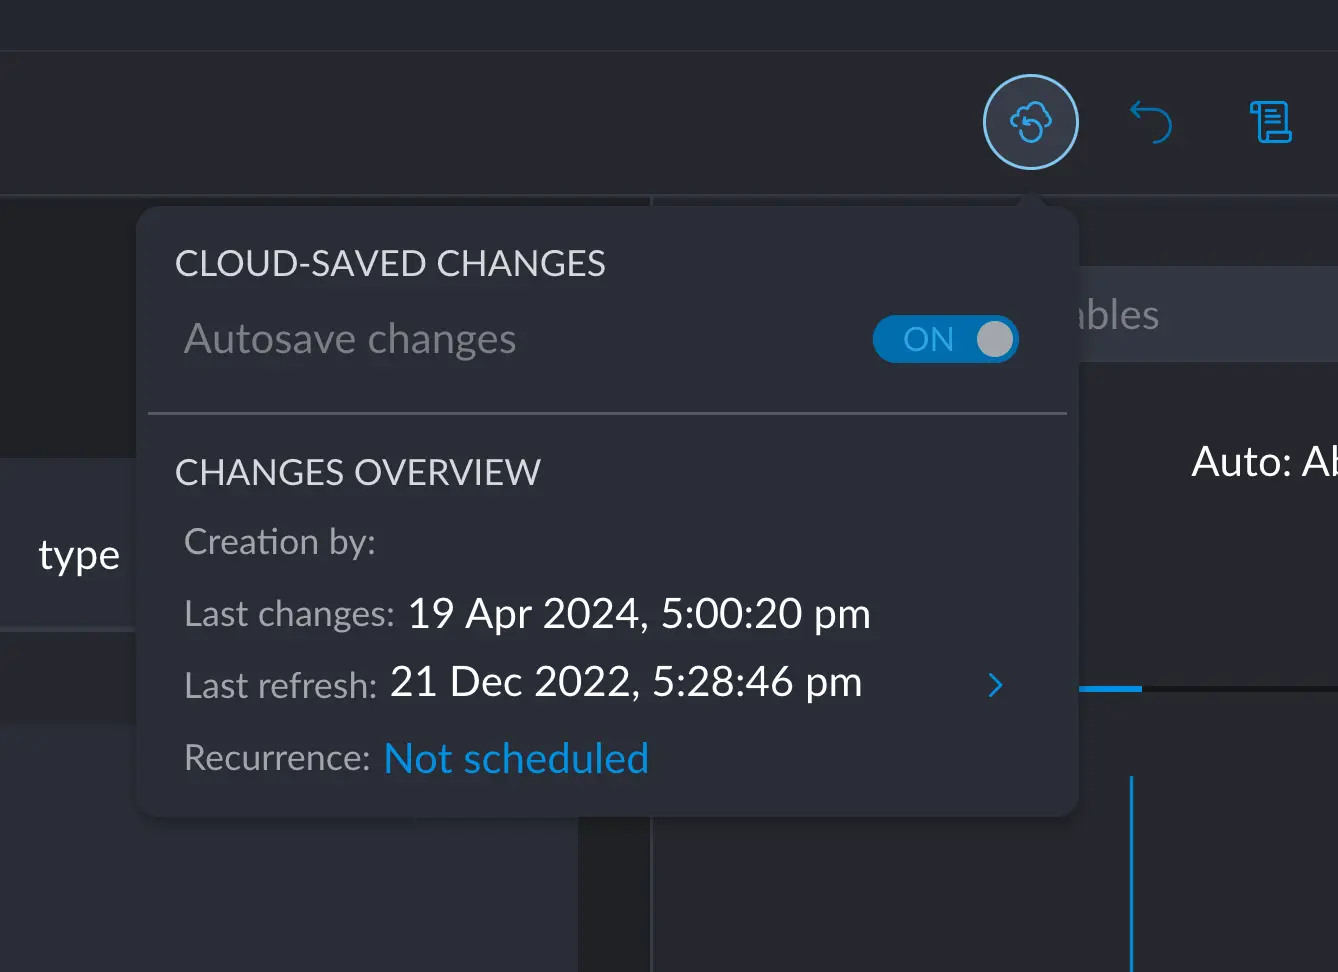 CLOUD-SAVED CHANGES
Autosave changes ON
ables
CHANGES OVERVIEW
Auto: Ab
type
Creation by:
Last changes: 19 Apr 2024, 5:00:20 pm
Last refresh: 21 Dec 2022, 5:28:46 pm
Recurrence: Not scheduled